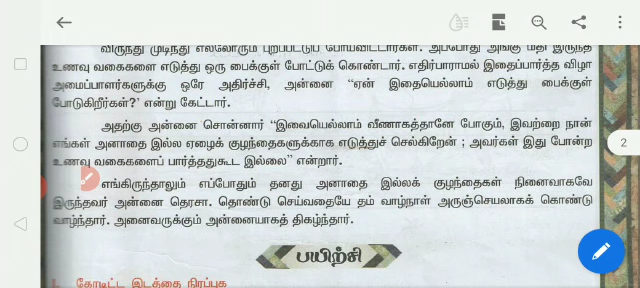 விருந்து முடிந்து எல்லோரும் புறப்பட்டுப் போய்விட்டார்கள். அப்போது அங்கு மீதி இருந்த
உணவு வகைகளை எடுத்து ஒரு பைக்குள் போட்டுக் கொண்டார். எதிர்பாராமல் இதைப்பார்த்த விழா
அமைப்பாளர்களுக்கு ஒரே அதிர்ச்சி, அன்னை “ஏன் இதையெல்லாம் எடுத்து பைக்குள்
போடுகிறீர்கள்?' என்று கேட்டார்.
அதற்கு அன்னை சொன்னார் “இவையெல்லாம் வீணாகத்தானே போகும், இவற்றை நான்
எங்கள் அனாதை இல்ல ஏழைக் குழந்தைகளுக்காக எடுத்துச் செல்கிறேன் ; அவர்கள் இது போன்ற
உணவு வகைகளைப் பார்த்ததுகூட இல்லை” என்றார்.
எங்கிருந்தாலும் எப்போதும் தனது அனாதை இல்லக் குழந்தைகள் நினைவாகவே
இருந்தவர் அன்னை தெரசா. தொண்டு செய்வதையே தம் வாழ்நாள் அருஞ்செயலாகக் கொண்டு
வாழ்ந்தார். அனைவருக்கும் அன்னையாகத் திகழ்ந்தார்.
2
பயிற்சி
கோடிட்ட இடத்தை நிரப்புக